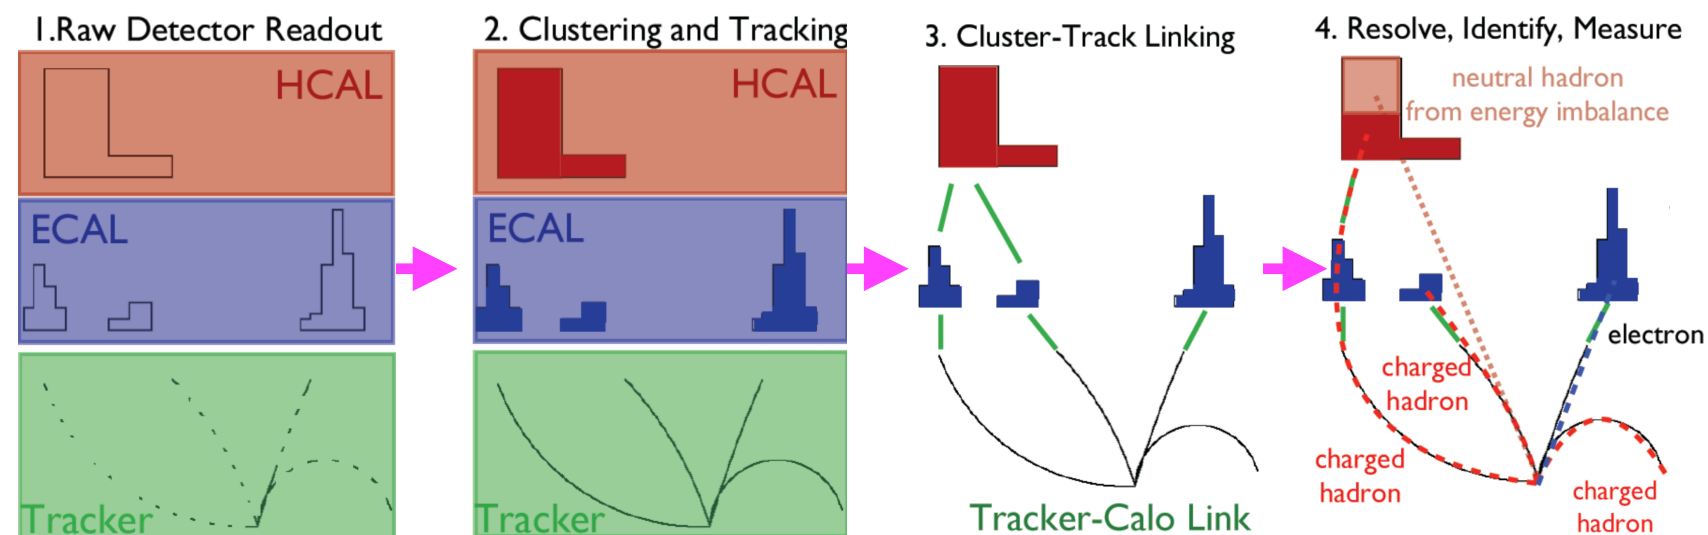 1.Raw Detector Readout
HCAL
ECAL
Tracker
2. Clustering and Tracking
HCAL
ECAL
Tracker
3. Cluster-Track Linking
Tracker-Calo Link
4. Resolve, Identify, Measure
neutral hadron
from energy imbalance
electron
charged
hadron
charged
hadron
charged
hadron